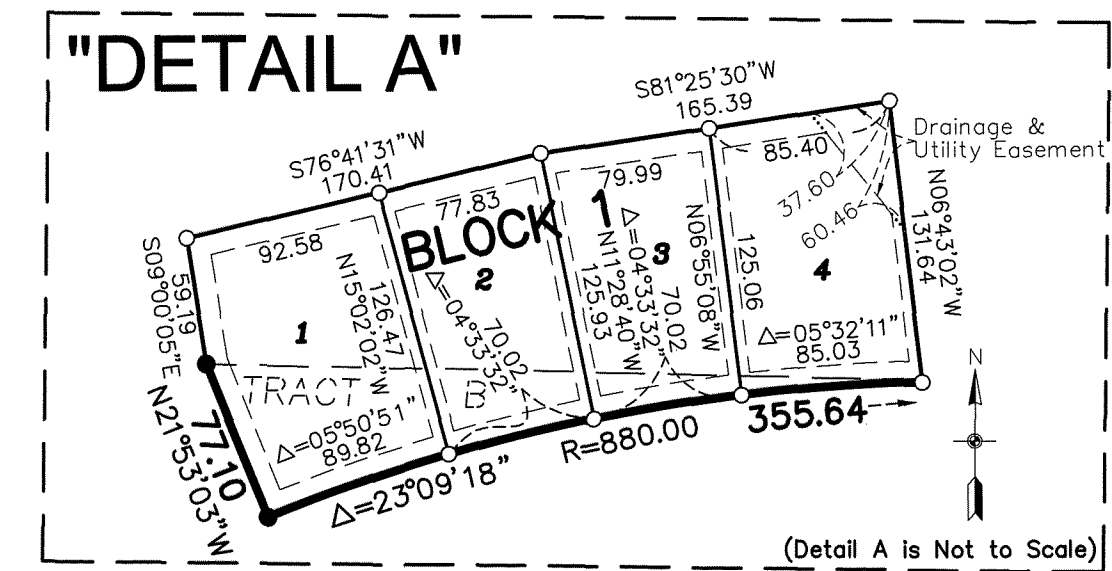 "DETAIL A"
S76°41'31"W
170.41
S81°25'30"W
165.39
Drainage &
Utility Easement
92.58
77.83
79.99
85.40
37.60
60.46
BLOCK 1
1
2
3
4
S09°00'05"E
59.19
N15°02'02"W
126.47
N11°28'40"W
125.93
N06°55'08"W
125.06
N06°43'02"W
131.64
TRACT B
N21°53'03"W
77.10
Δ=05°50'51"
89.82
Δ=04°33'32"
70.02
Δ=04°33'32"
70.02
Δ=05°32'11"
85.03
Δ=23°09'18"
R=880.00
355.64
N
(Detail A is Not to Scale)